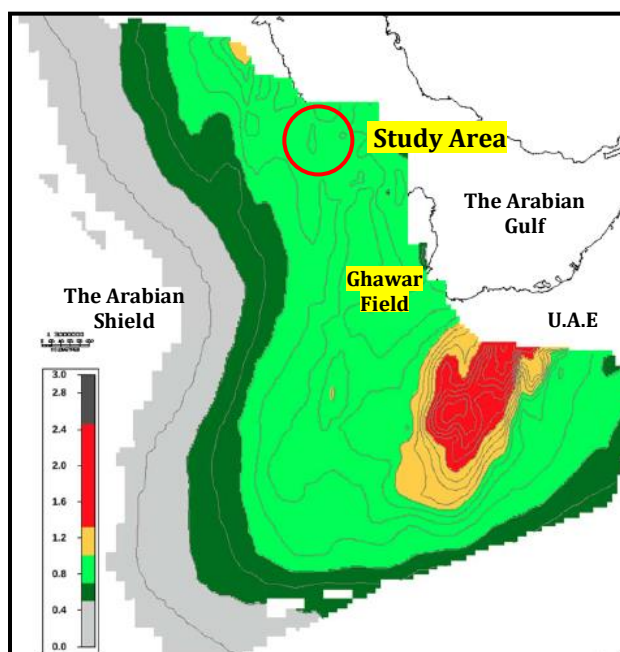 Study Area
The Arabian
Gulf
Ghawar
Field
The Arabian
Shield
U.A.E
3.0
2.8
2.4
2.0
1.6
1.2
0.8
0.4
0.0